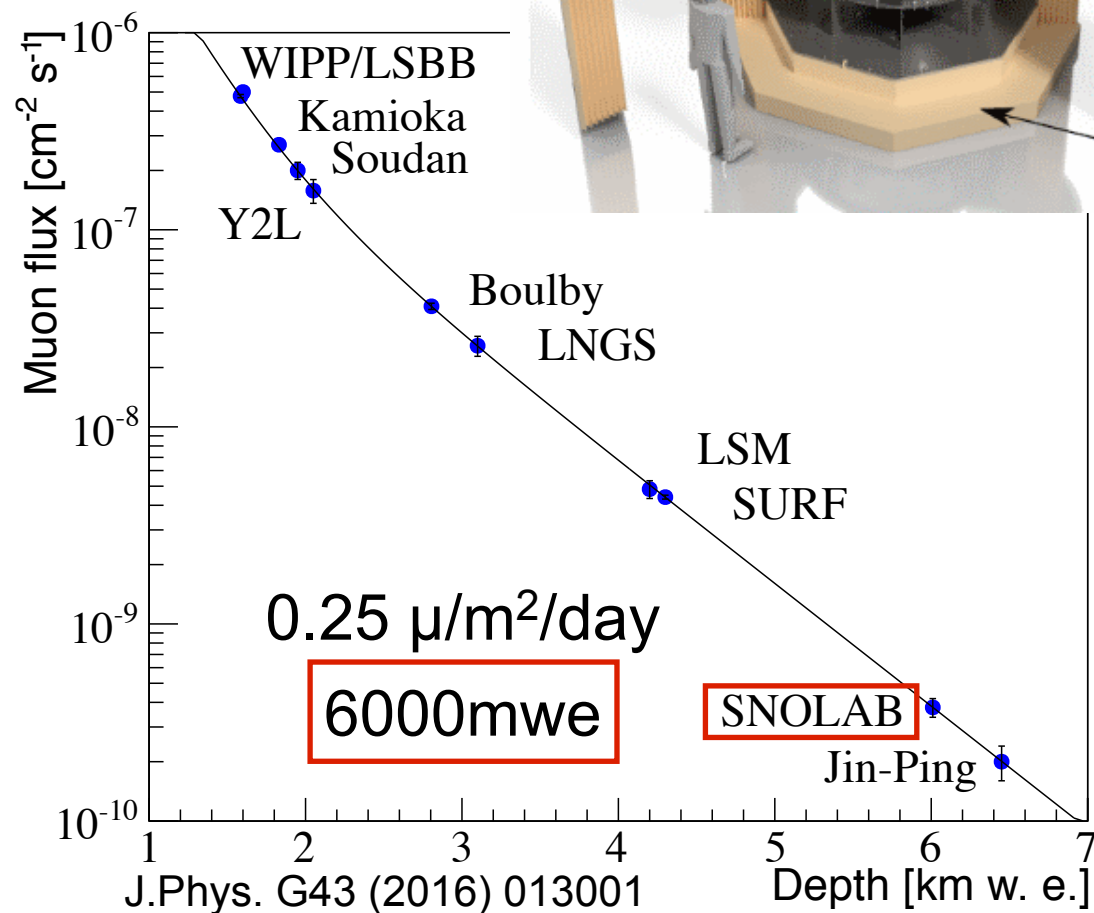 Muon flux [cm⁻² s⁻¹]
10⁻⁶
10⁻⁷
10⁻⁸
10⁻⁹
10⁻¹⁰
WIPP/LSBB
Kamioka
Soudan
Y2L
Boulby
LNGS
LSM
SURF
0.25 µ/m²/day
6000mwe
SNOLAB
Jin-Ping
1 2 3 4 5 6 7
J.Phys. G43 (2016) 013001 Depth [km w. e.]